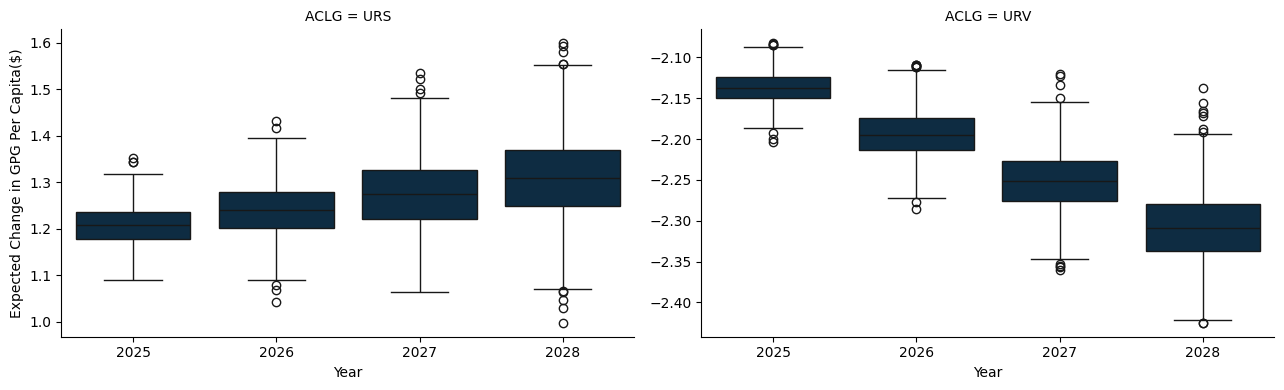 ACLG = URS
Expected Change in GPG Per Capita($)
1.6
1.5
1.4
1.3
1.2
1.1
1.0
2025 2026 2027 2028
Year
ACLG = URV
−2.10
−2.15
−2.20
−2.25
−2.30
−2.35
−2.40
2025 2026 2027 2028
Year